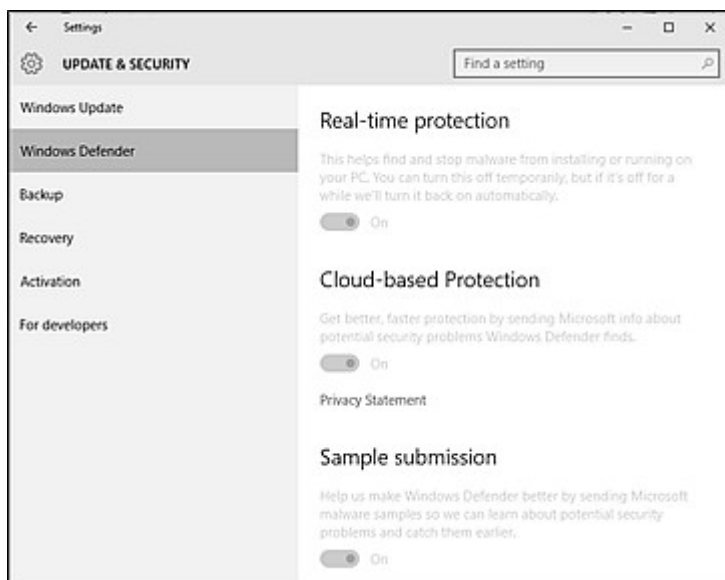 Settings
UPDATE & SECURITY
Find a setting
Windows Update
Windows Defender
Backup
Recovery
Activation
For developers
Real-time protection
This helps find and stop malware from installing or running on
your PC. You can turn this off temporarily, but if it's off for a
while we'll turn it back on automatically.
On
Cloud-based Protection
Get better, faster protection by sending Microsoft info about
potential security problems Windows Defender finds.
On
Privacy Statement
Sample submission
Help us make Windows Defender better by sending Microsoft
malware samples so we can learn about potential security
problems and catch them earlier.
On